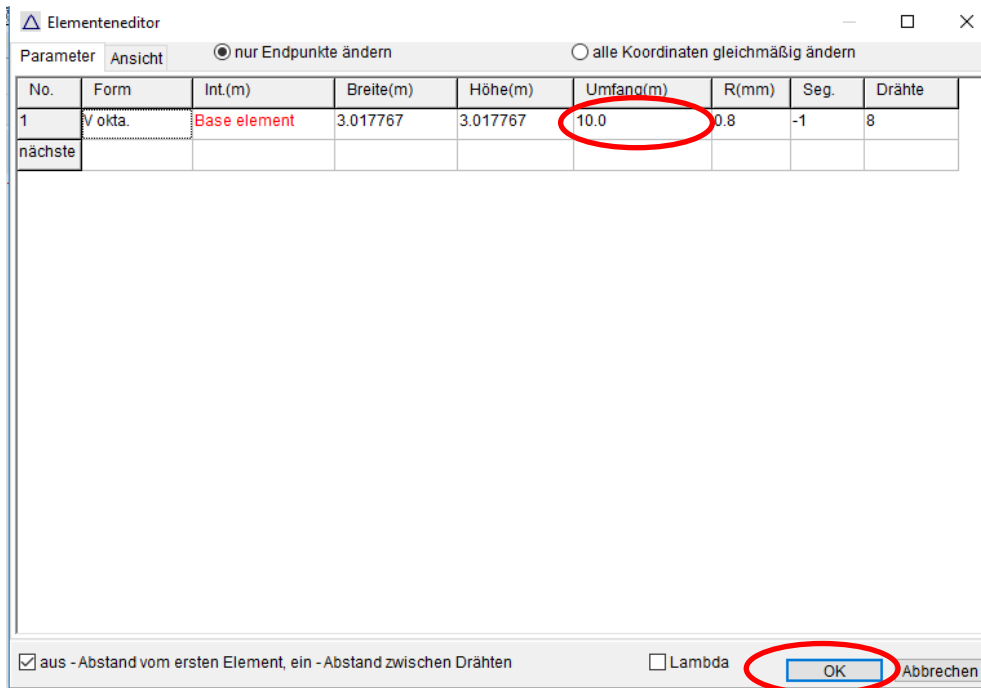 Elementeneditor
Parameter Ansicht nur Endpunkte ändern alle Koordinaten gleichmäßig ändern
No. Form Int.(m) Breite(m) Höhe(m) Umfang(m) R(mm) Seg. Drähte
1 V okta. Base element 3.017767 3.017767 10.0 0.8 -1 8
nächste
aus - Abstand vom ersten Element, ein - Abstand zwischen Drähten Lambda OK Abbrechen